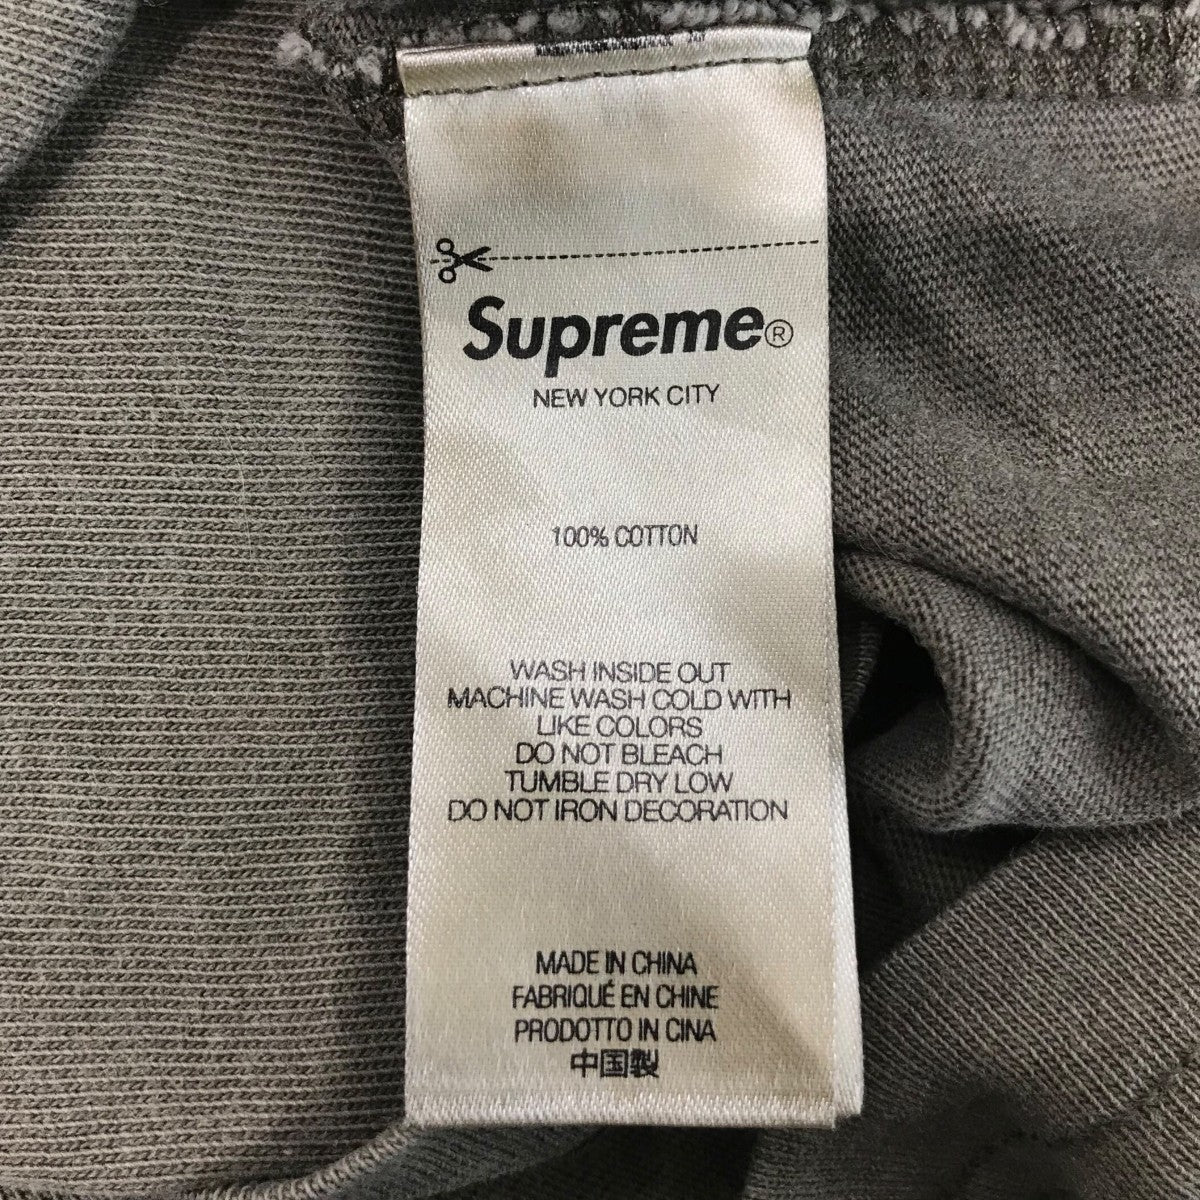 Supreme®
NEW YORK CITY
100% COTTON
WASH INSIDE OUT
MACHINE WASH COLD WITH
LIKE COLORS
DO NOT BLEACH
TUMBLE DRY LOW
DO NOT IRON DECORATION
MADE IN CHINA
FABRIQUÉ EN CHINE
PRODOTTO IN CINA
中国製